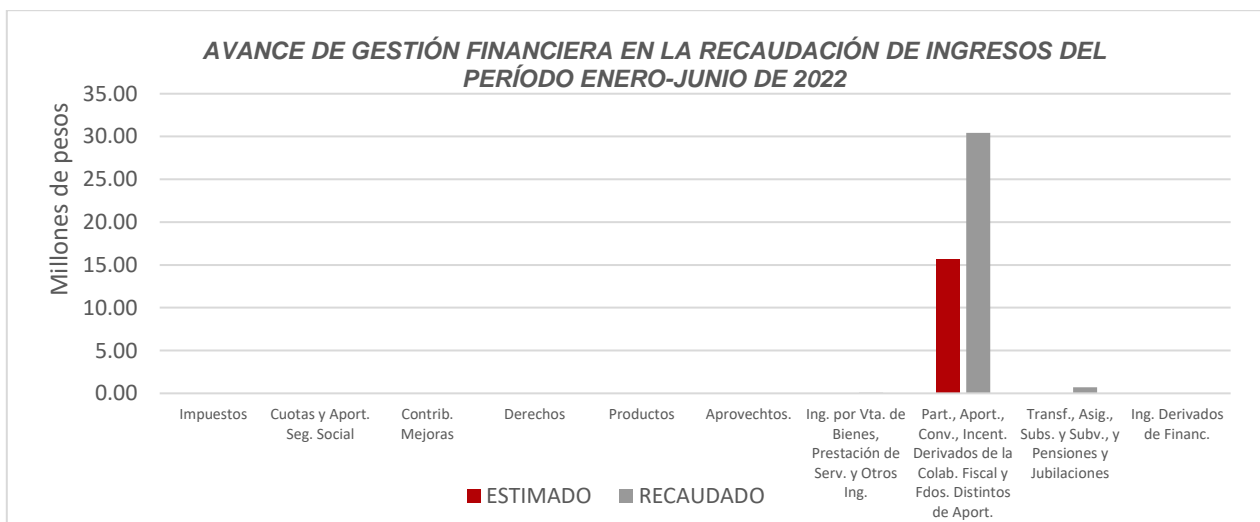 AVANCE DE GESTIÓN FINANCIERA EN LA RECAUDACIÓN DE INGRESOS DEL
PERÍODO ENERO-JUNIO DE 2022
Millones de pesos
35.00
30.00
25.00
20.00
15.00
10.00
5.00
0.00
Impuestos
Cuotas y Aport.
Seg. Social
Contrib.
Mejoras
Derechos
Productos
Aprovechtos.
Ing. por Vta. de
Bienes,
Prestación de
Serv. y Otros
Ing.
Part., Aport.,
Conv., Incent.
Derivados de la
Colab. Fiscal y
Fdos. Distintos
de Aport.
Transf., Asig.,
Subs. y Subv., y
Pensiones y
Jubilaciones
Ing. Derivados
de Financ.
ESTIMADO
RECAUDADO